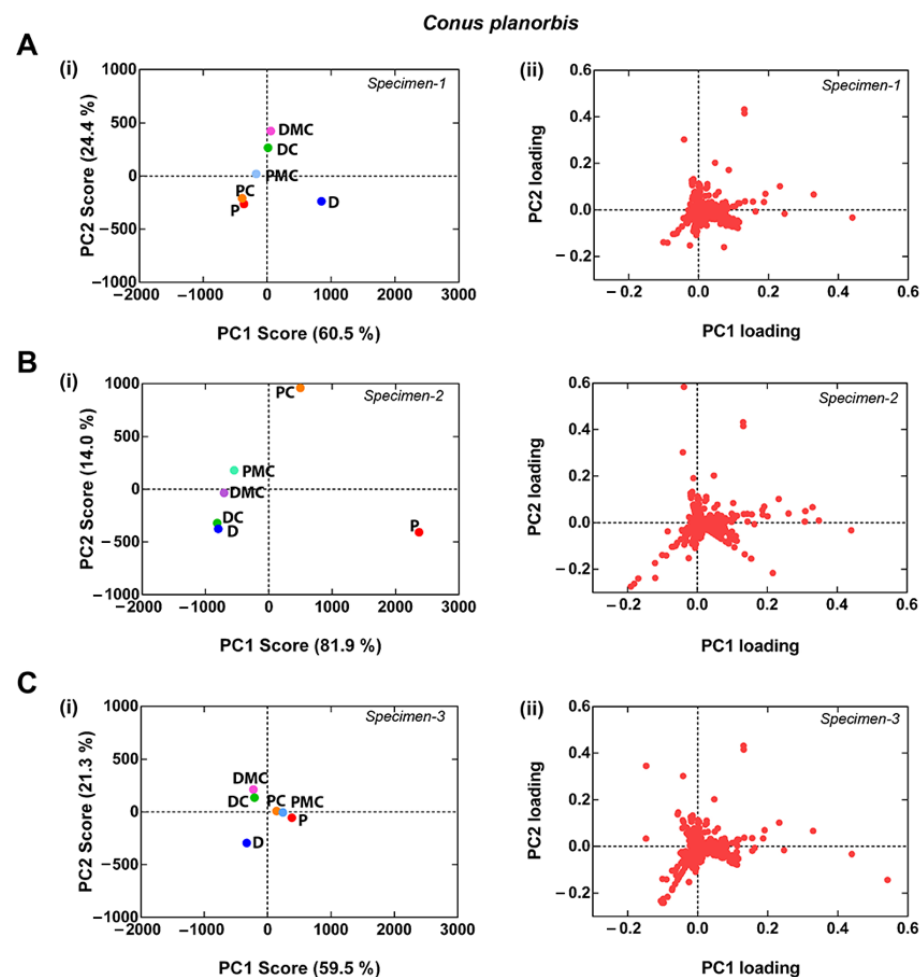 Conus planorbis
A
(i)
Specimen-1
1000
500
0
−500
−1000
−2000 −1000 0 1000 2000 3000
PC2 Score (24.4 %)
PC1 Score (60.5 %)
DMC
DC
PMC
PC
P
D
(ii)
Specimen-1
0.6
0.4
0.2
0.0
−0.2
−0.2 0.0 0.2 0.4 0.6
PC2 loading
PC1 loading
B
(i)
Specimen-2
1000
500
0
−500
−1000
−2000 −1000 0 1000 2000 3000
PC2 Score (14.0 %)
PC1 Score (81.9 %)
PC
PMC
DMC
DC
D
P
Specimen-2
0.6
0.4
0.2
0.0
−0.2
−0.2 0.0 0.2 0.4 0.6
PC2 loading
PC1 loading
C
(i)
Specimen-3
1000
500
0
−500
−1000
−2000 −1000 0 1000 2000 3000
PC2 Score (21.3 %)
PC1 Score (59.5 %)
DMC
DC
PC
PMC
P
D
(ii)
Specimen-3
0.6
0.4
0.2
0.0
−0.2
−0.2 0.0 0.2 0.4 0.6
PC2 loading
PC1 loading